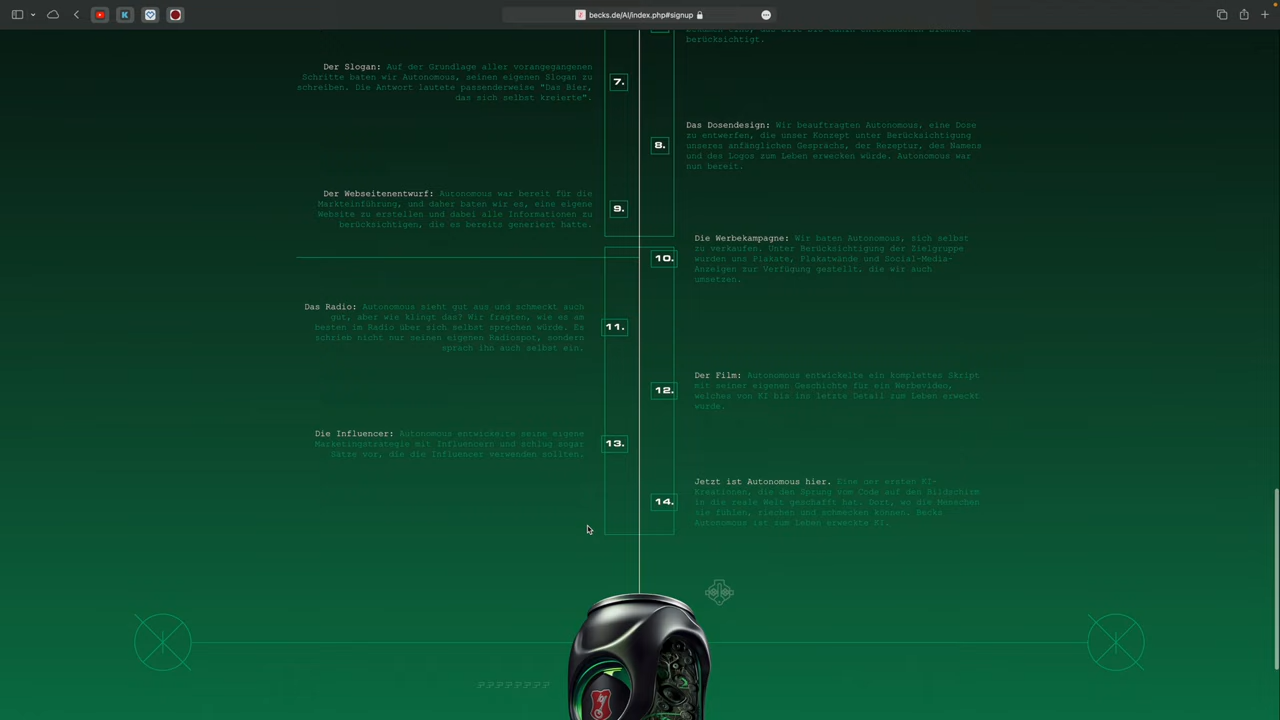 becks.de/AI/index.php#signup
berücksichtigt.
Der Slogan: Auf der Grundlage aller vorangegangenen
Schritte baten wir Autonomous, seinen eigenen Slogan zu
schreiben. Die Antwort lautete passenderweise "Das Bier,
das sich selbst kreierte".
7.
8.
Das Dosendesign: Wir beauftragten Autonomous, eine Dose
zu entwerfen, die unser Konzept unter Berücksichtigung
unseres anfänglichen Gesprächs, der Rezeptur, des Namens
und des Logos zum Leben erwecken würde. Autonomous war
nun bereit.
Der Webseitenentwurf: Autonomous war bereit für die
Markteinführung, und daher baten wir es, eine eigene
Website zu erstellen und dabei alle Informationen zu
berücksichtigen, die es bereits generiert hatte.
9.
10.
Die Werbekampagne: Wir baten Autonomous, sich selbst
zu verkaufen. Unter Berücksichtigung der Zielgruppe
wurden uns Plakate, Plakatwände und Social-Media-
Anzeigen zur Verfügung gestellt, die wir auch
umsetzen.
Das Radio: Autonomous sieht gut aus und schmeckt auch
gut, aber wie klingt das? Wir fragten, wie es am
besten im Radio über sich selbst sprechen würde. Es
schrieb nicht nur seinen eigenen Radiospot, sondern
sprach ihn auch selbst ein.
11.
12.
Der Film: Autonomous entwickelte ein komplettes Skript
mit seiner eigenen Geschichte für ein Werbevideo,
welches von KI bis ins letzte Detail zum Leben erweckt
wurde.
Die Influencer: Autonomous entwickelte seine eigene
Marketingstrategie mit Influencern und schlug sogar
Sätze vor, die die Influencer verwenden sollten.
13.
14.
Jetzt ist Autonomous hier. Eine der ersten KI-
Kreationen, die den Sprung vom Code auf den Bildschirm
in die reale Welt geschafft hat. Dort, wo die Menschen
sie fühlen, riechen und schmecken können. Becks
Autonomous ist zum Leben erweckte KI.